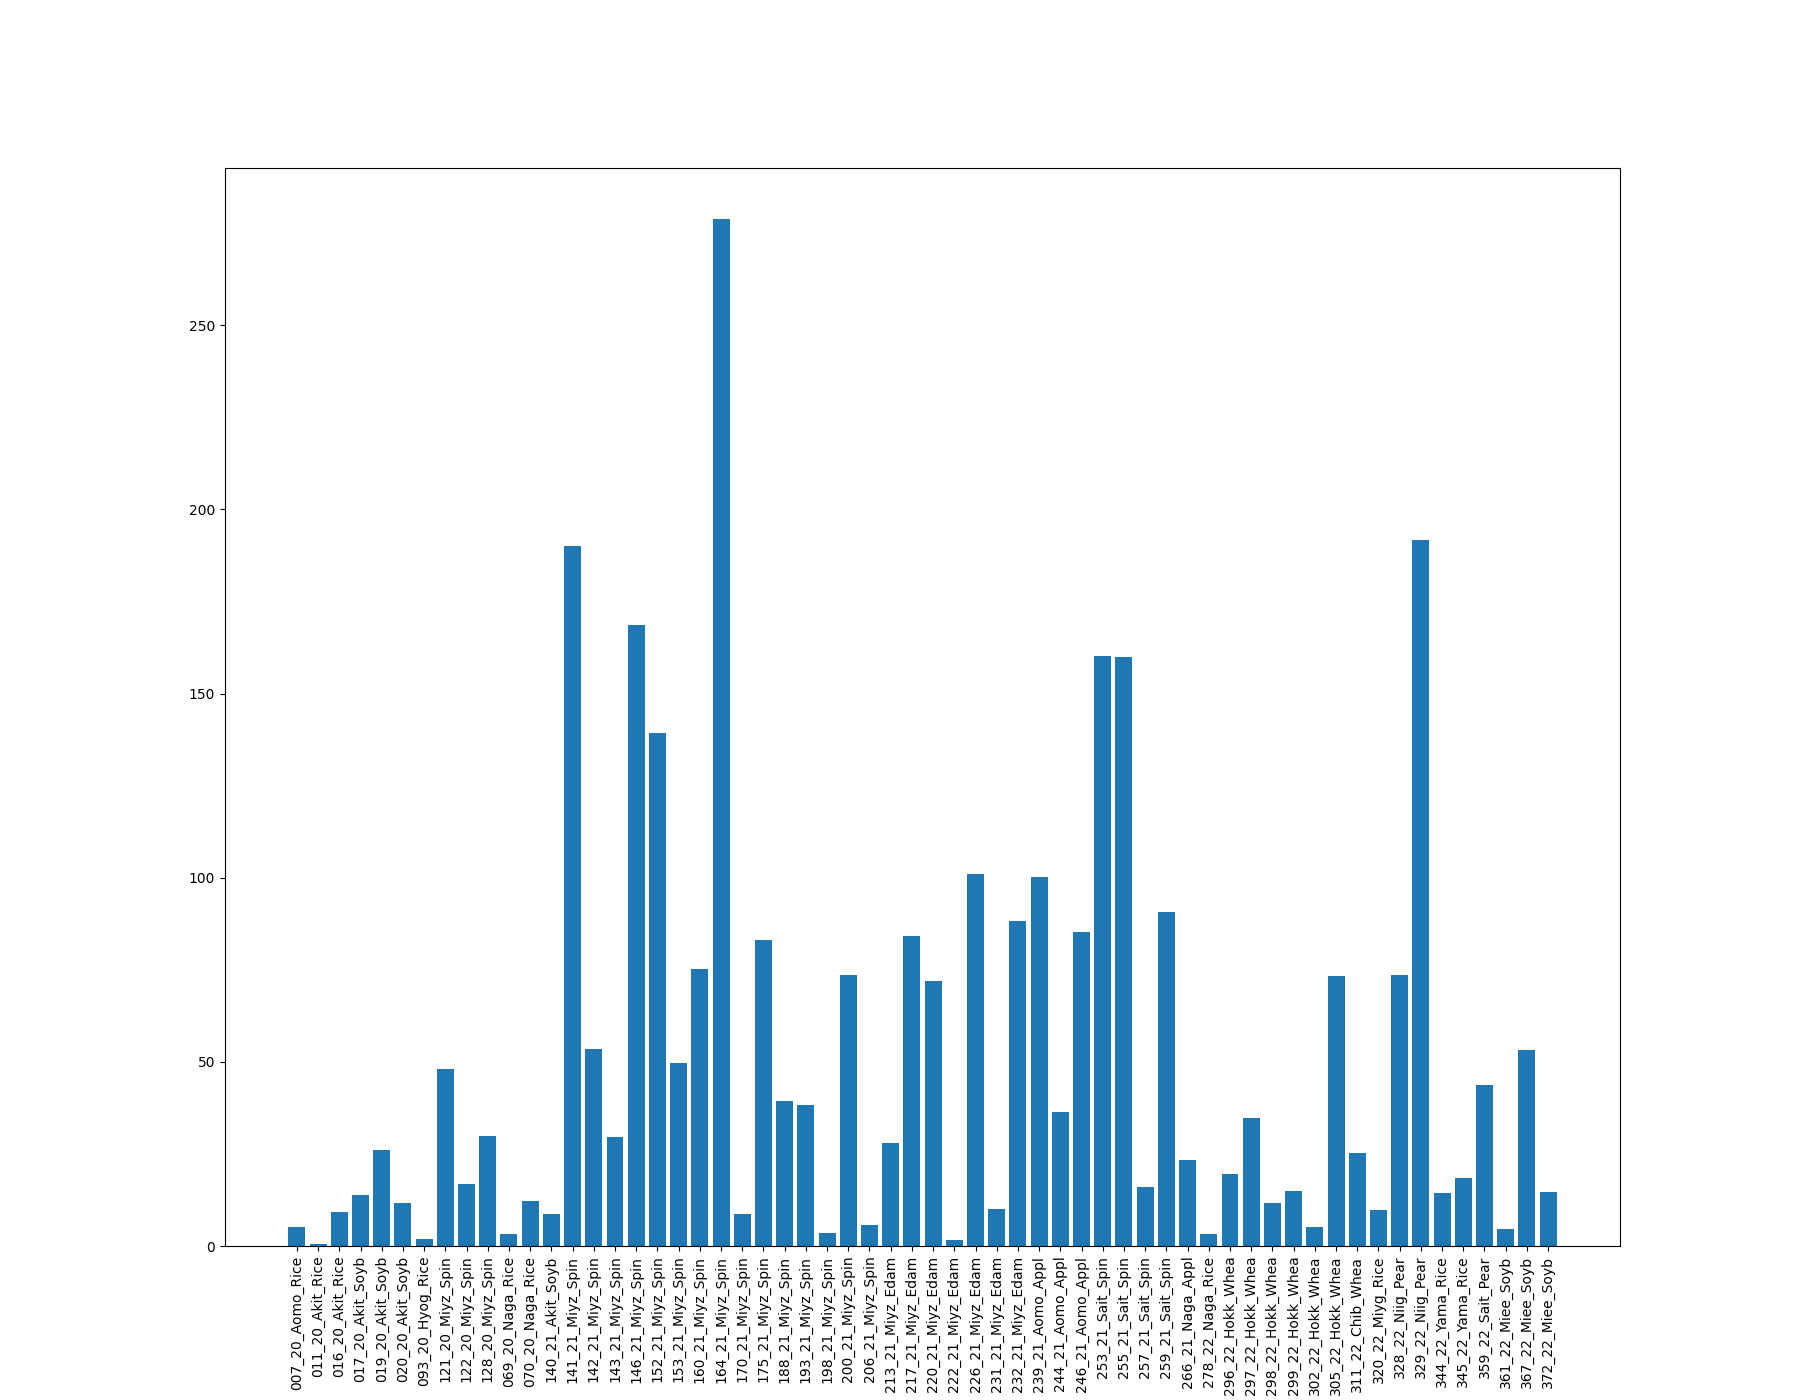 250
200
150
100
50
0
007_20_Aomo_Rice
011_20_Akit_Rice
016_20_Akit_Rice
017_20_Akit_Soyb
019_20_Akit_Soyb
020_20_Akit_Soyb
093_20_Hyog_Rice
121_20_Miyz_Spin
122_20_Miyz_Spin
128_20_Miyz_Spin
069_20_Naga_Rice
070_20_Naga_Rice
140_21_Akit_Soyb
141_21_Miyz_Spin
142_21_Miyz_Spin
143_21_Miyz_Spin
146_21_Miyz_Spin
152_21_Miyz_Spin
153_21_Miyz_Spin
160_21_Miyz_Spin
164_21_Miyz_Spin
170_21_Miyz_Spin
175_21_Miyz_Spin
188_21_Miyz_Spin
193_21_Miyz_Spin
198_21_Miyz_Spin
200_21_Miyz_Spin
206_21_Miyz_Spin
213_21_Miyz_Edam
217_21_Miyz_Edam
220_21_Miyz_Edam
222_21_Miyz_Edam
226_21_Miyz_Edam
231_21_Miyz_Edam
232_21_Miyz_Edam
239_21_Aomo_Appl
244_21_Aomo_Appl
246_21_Aomo_Appl
253_21_Sait_Spin
255_21_Sait_Spin
257_21_Sait_Spin
259_21_Sait_Spin
266_21_Naga_Appl
278_22_Naga_Rice
296_22_Hokk_Whea
297_22_Hokk_Whea
298_22_Hokk_Whea
299_22_Hokk_Whea
302_22_Hokk_Whea
305_22_Hokk_Whea
311_22_Chib_Whea
320_22_Miyg_Rice
328_22_Niig_Pear
329_22_Niig_Pear
344_22_Yama_Rice
345_22_Yama_Rice
359_22_Sait_Pear
361_22_Miee_Soyb
367_22_Miee_Soyb
372_22_Miee_Soyb